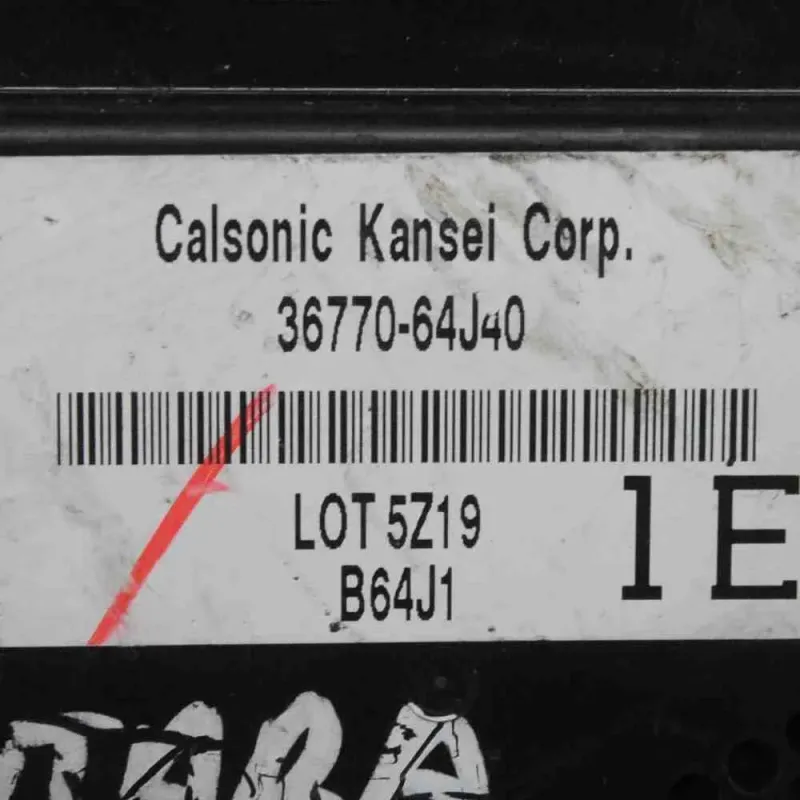 Calsonic Kansei Corp.
36770-64J40
LOT 5Z19
1E
B64J1